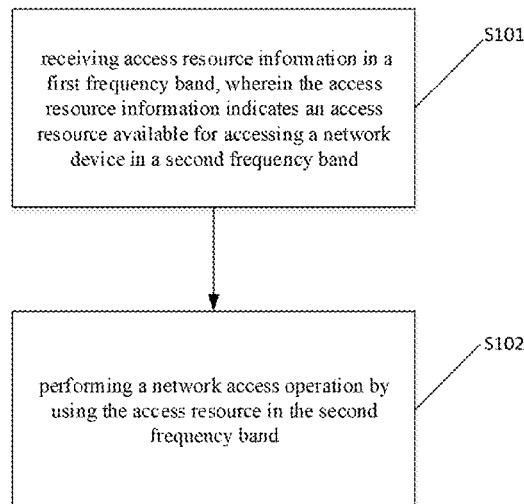 S101
receiving access resource information in a
first frequency band, wherein the access
resource information indicates an access
resource available for accessing a network
device in a second frequency band
S102
performing a network access operation by
using the access resource in the second
frequency band